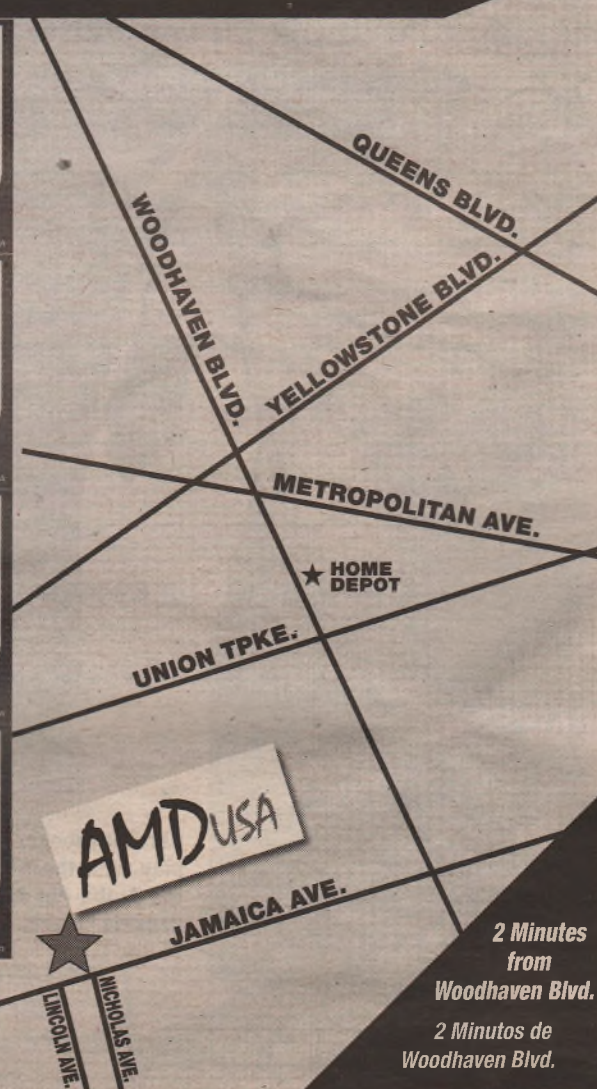 QUEENS BLVD.
WOODHAVEN BLVD.
YELLOWSTONE BLVD.
METROPOLITAN AVE.
HOME
DEPOT
UNION TPKE.
AMDUSA
JAMAICA AVE.
NICHOLAS AVE.
LINCOLN AVE.
2 Minutes
from
Woodhaven Blvd.
2 Minutos de
Woodhaven Blvd.